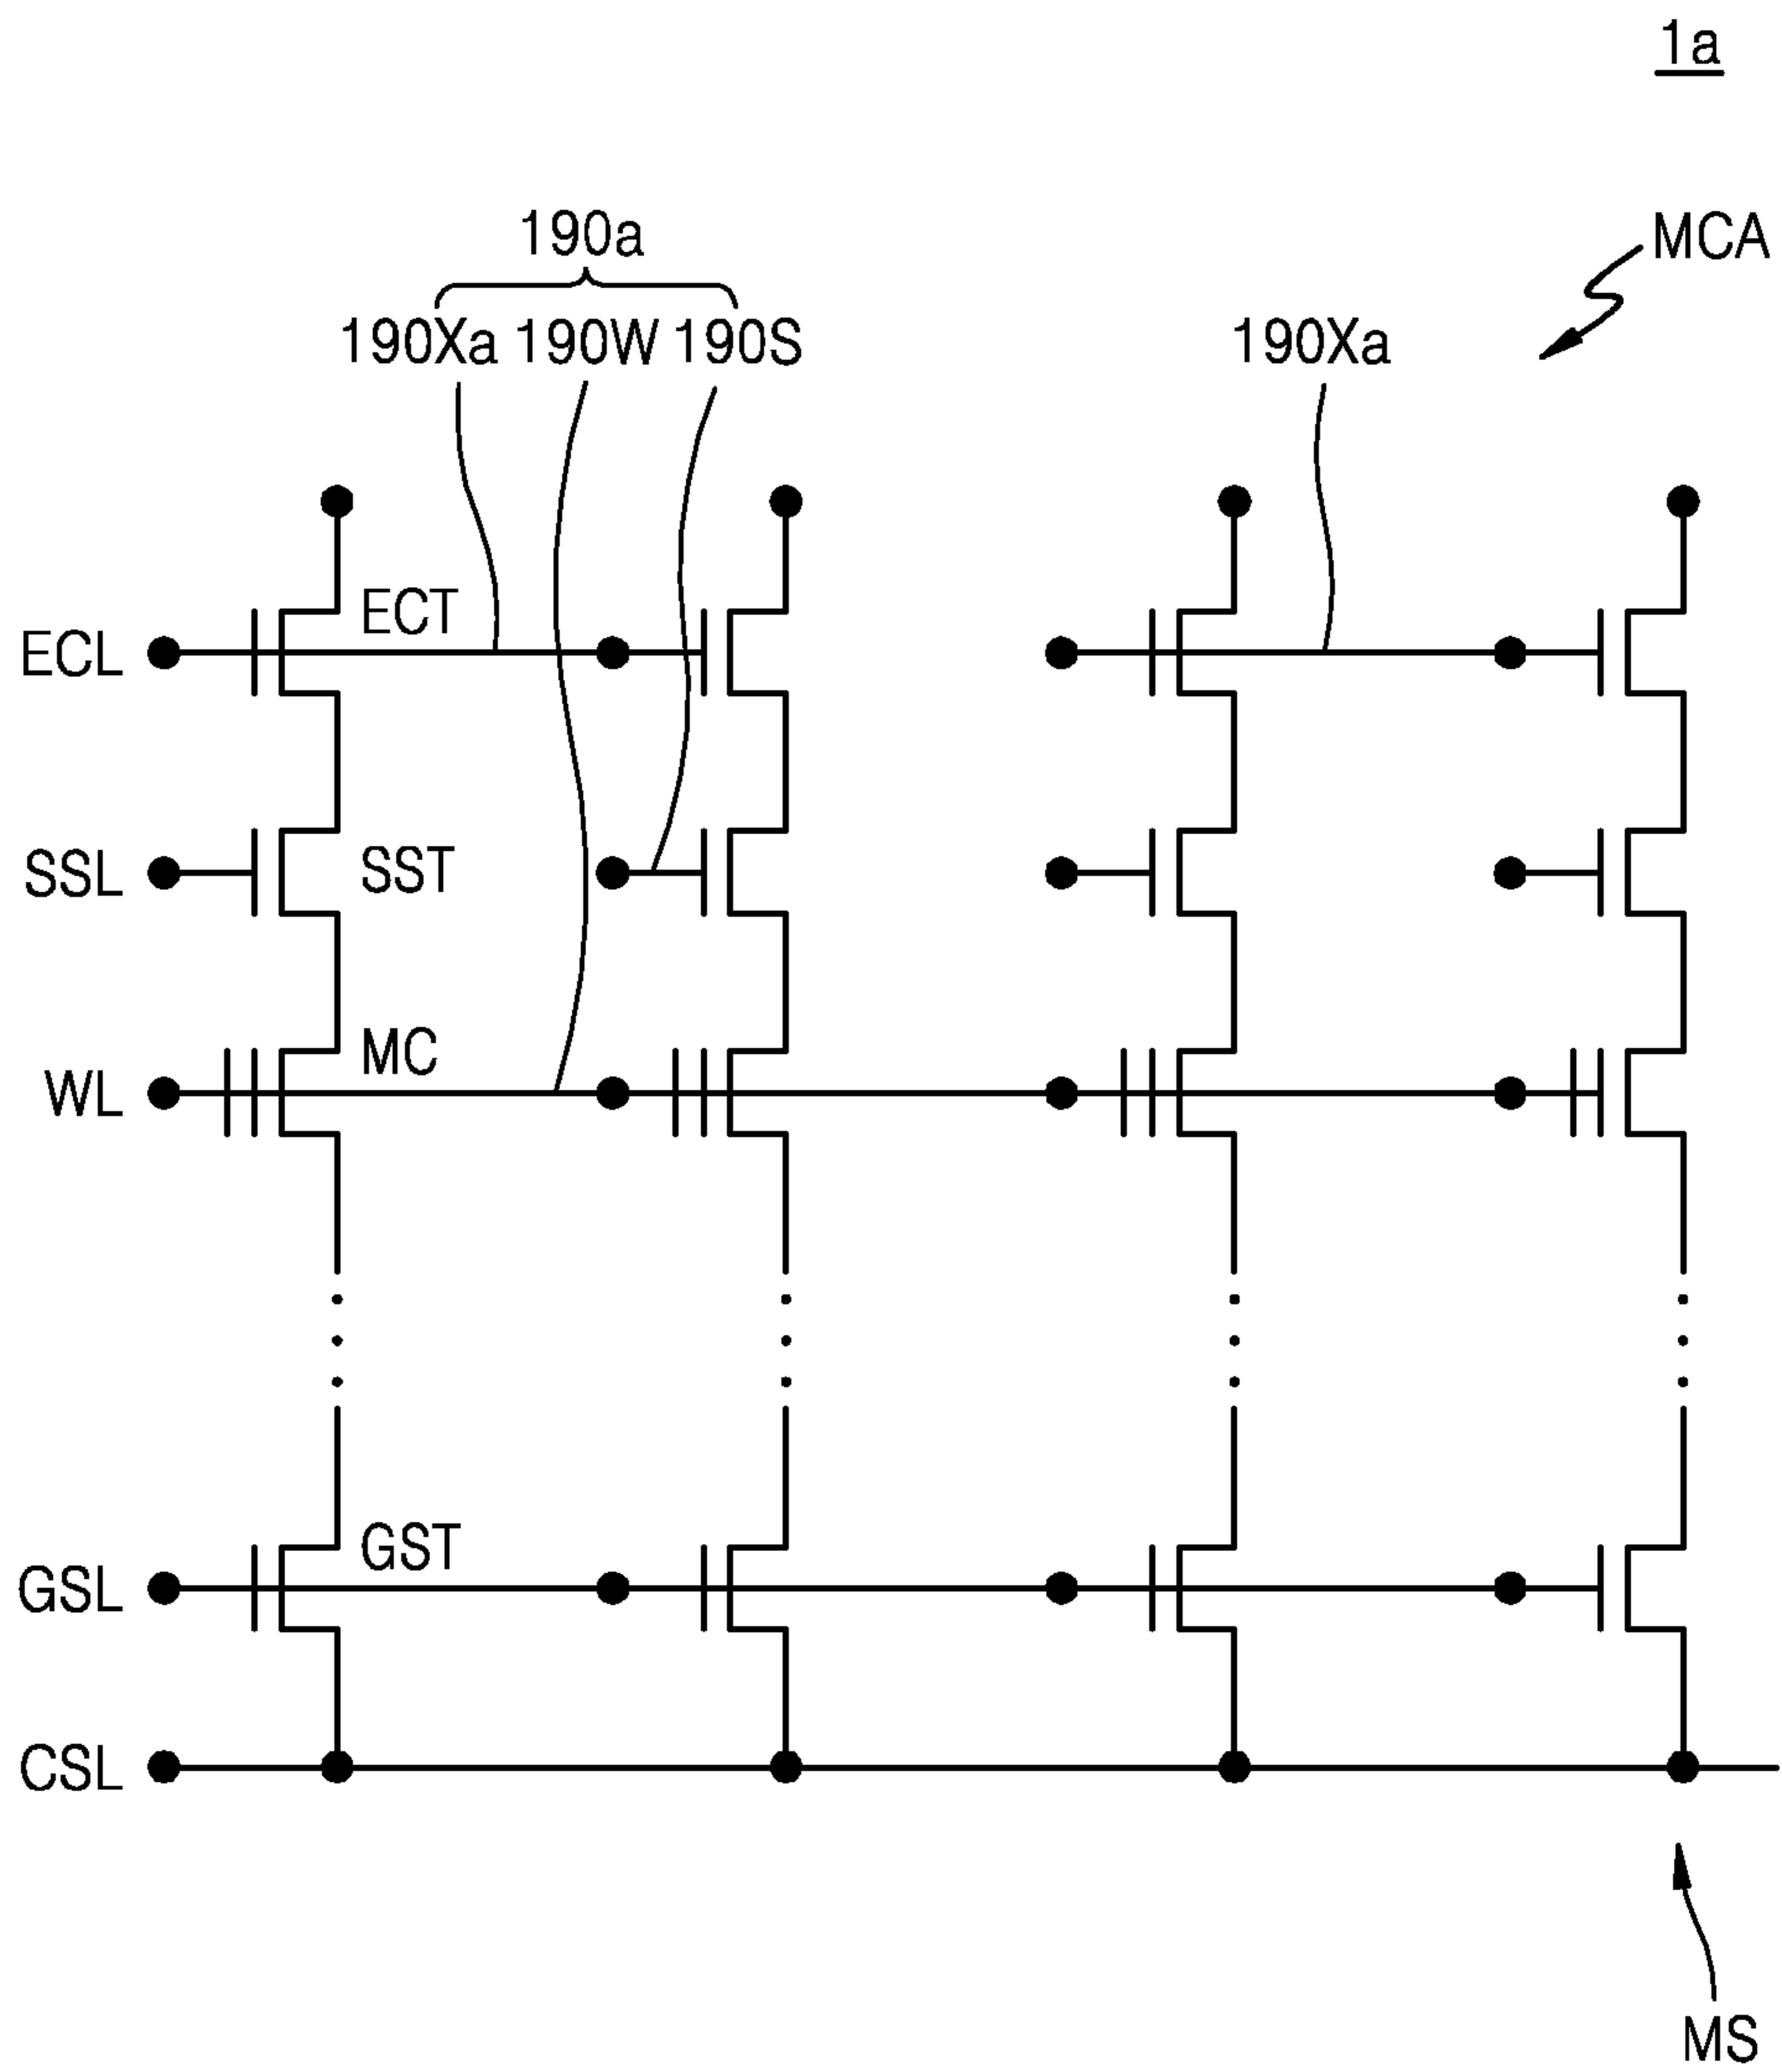 1a
190a
MCA
190Xa 190W 190S 190Xa
ECT
ECL
SSL SST
MC
WL
GST
GSL
CSL
MS